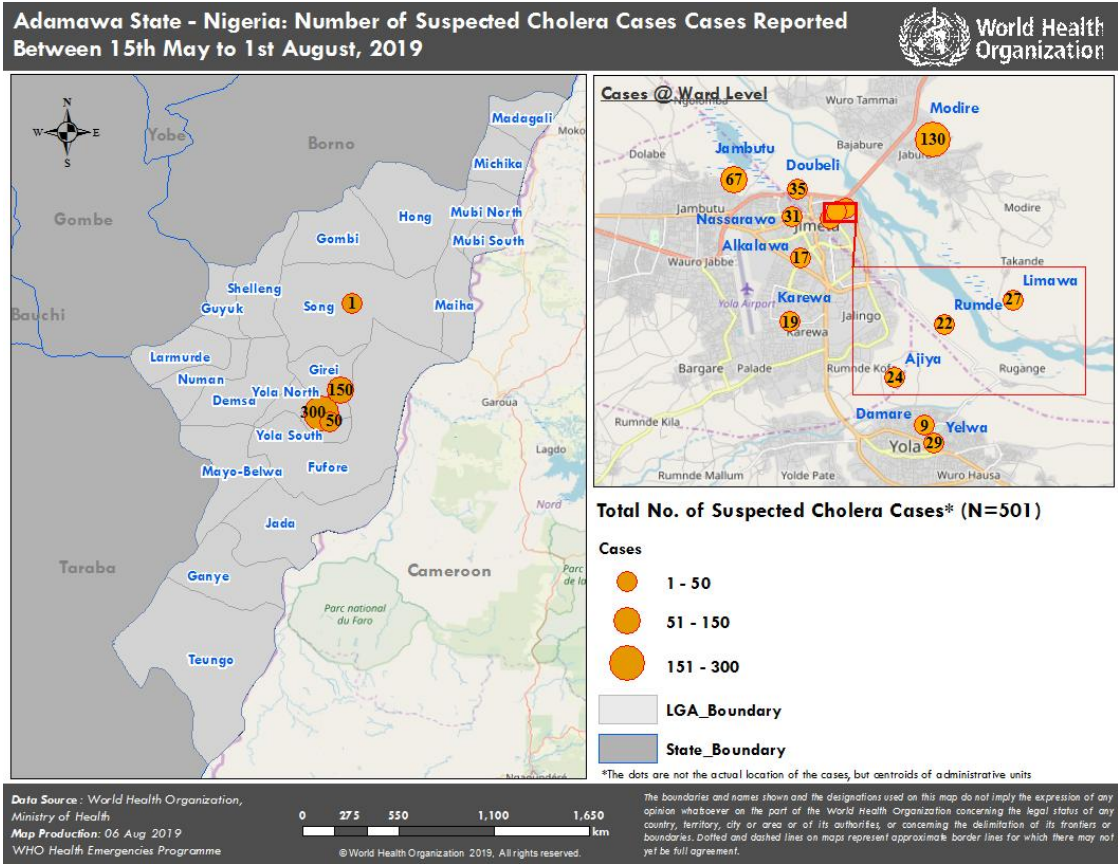 Adamawa State - Nigeria: Number of Suspected Cholera Cases Cases Reported
Between 15th May to 1st August, 2019
World Health
Organization
N
W E
S
Yobe
Borno
Gombe
Bauchi
Taraba
Cameroon
Madagali
Moko
Michika
Hong
Mubi North
Gombi
Mubi South
Shelleng
Guyuk
Song
1
Maiha
Larmurde
Girei
Numan
Yola North
150
Demsa
300
50
Yola South
Mayo-Belwa
Fufore
Jada
Ganye
Teungo
Garoua
Lagdo
Nord
Parc national
du Faro
Parc
de la
Ngaoundéré
Cases @ Ward Level
Ngolomba
Wuro Tammai
Modire
130
Dolabe
Jambutu
67
Doubeli
35
Bajabure
Jambutu
Nassarawo
31
Jimeta
Modire
Alkalawa
17
Wauro Jabbe
Takande
Yola Airport
Karewa
19
Karewa
Jalingo
Limawa
27
Rumde
22
Bargare
Palade
Ajiya
24
Rugange
Damare
9
Yelwa
29
Yola
Rumnde Kila
Rumnde Mallum
Yolde Pate
Wuro Hausa
Total No. of Suspected Cholera Cases* (N=501)
Cases
1 - 50
51 - 150
151 - 300
LGA_Boundary
State_Boundary
*The dots are not the actual location of the cases, but centroids of administrative units
Data Source : World Health Organization,
Ministry of Health
Map Production: 06 Aug 2019
WHO Health Emergencies Programme
0 275 550 1,100 1,650
km
© World Health Organization 2019, All rights reserved.
The boundaries and names shown and the designations used on this map do not imply the expression of any
opinion whatsoever on the part of the World Health Organization concerning the legal status of any
country, territory, city or area or of its authorities, or concerning the delimitation of its frontiers or
boundaries. Dotted and dashed lines on maps represent approximate border lines for which there may not
yet be full agreement.